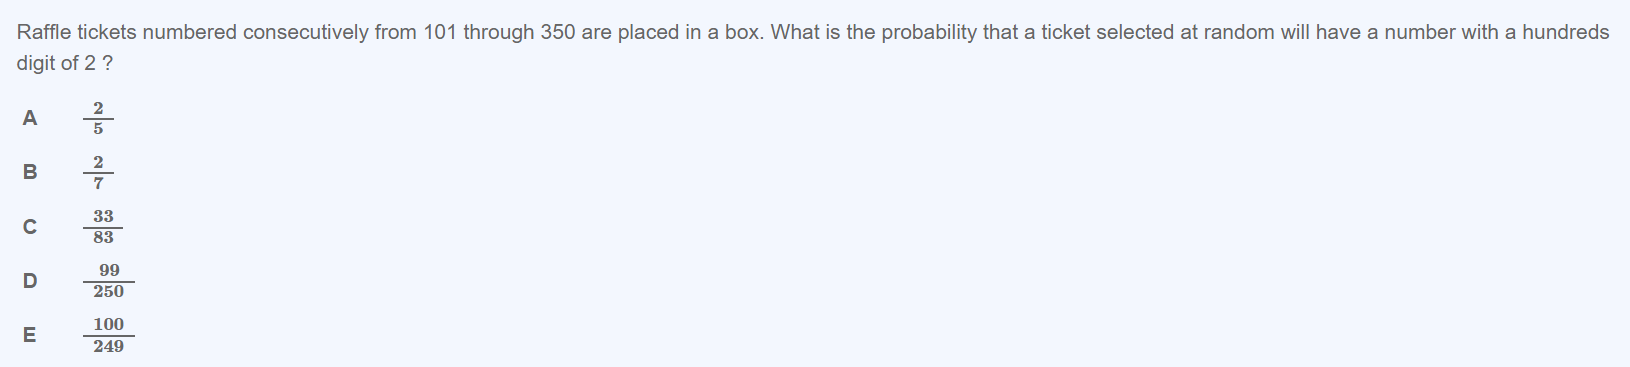 Raffle tickets numbered consecutively from 101 through 350 are placed in a box. What is the probability that a ticket selected at random will have a number with a hundreds
digit of 2 ?
A 2/5
B 2/7
C 33/83
D 99/250
E 100/249